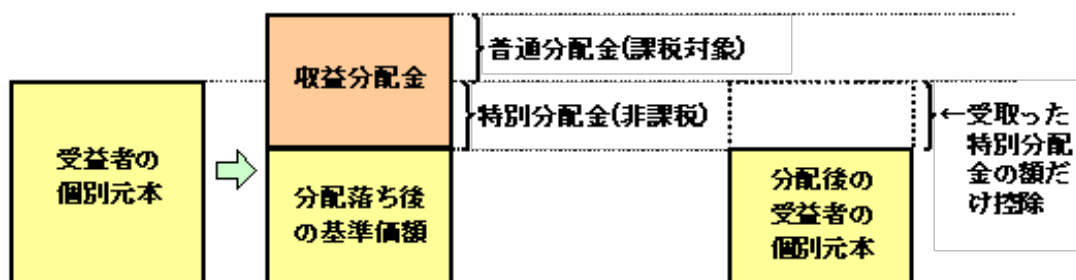 普通分配金(課税対象)
収益分配金
特別分配金(非課税)
←受取った
特別分配
金の額だ
け控除
受益者の
個別元本
分配落ち後
の基準価額
分配後の
受益者の
個別元本